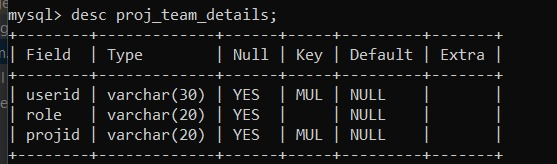 mysql> desc proj_team_details;
+--------+-------------+------+-----+---------+-------+
| Field | Type | Null | Key | Default | Extra |
+--------+-------------+------+-----+---------+-------+
| userid | varchar(30) | YES | MUL | NULL | |
| role | varchar(20) | YES | | NULL | |
| projid | varchar(20) | YES | MUL | NULL | |
+--------+-------------+------+-----+---------+-------+